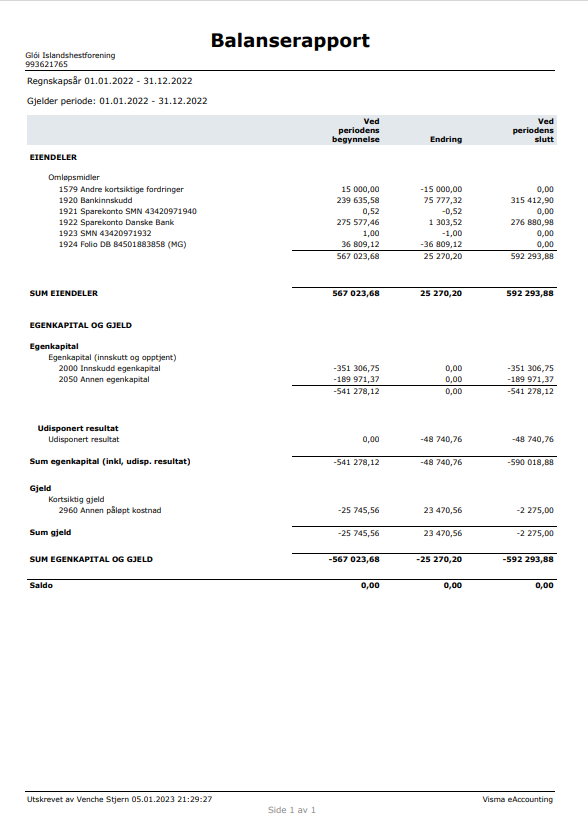 Balanserapport
Glói Islandshestforening
993621765
Regnskapsår 01.01.2022 - 31.12.2022
Gjelder periode: 01.01.2022 - 31.12.2022
Ved periodens begynnelse Endring Ved periodens slutt
EIENDELER
Omløpsmidler
1579 Andre kortsiktige fordringer 15 000,00 -15 000,00 0,00
1920 Bankinnskudd 239 635,58 75 777,32 315 412,90
1921 Sparekonto SMN 43420971940 0,52 -0,52 0,00
1922 Sparekonto Danske Bank 275 577,46 1 303,52 276 880,98
1923 SMN 43420971932 1,00 -1,00 0,00
1924 Folio DB 84501883858 (MG) 36 809,12 -36 809,12 0,00
567 023,68 25 270,20 592 293,88
SUM EIENDELER 567 023,68 25 270,20 592 293,88
EGENKAPITAL OG GJELD
Egenkapital
Egenkapital (innskutt og opptjent)
2000 Innskudd egenkapital -351 306,75 0,00 -351 306,75
2050 Annen egenkapital -189 971,37 0,00 -189 971,37
-541 278,12 0,00 -541 278,12
Udisponert resultat
Udisponert resultat 0,00 -48 740,76 -48 740,76
Sum egenkapital (inkl, udisp. resultat) -541 278,12 -48 740,76 -590 018,88
Gjeld
Kortsiktig gjeld
2960 Annen påløpt kostnad -25 745,56 23 470,56 -2 275,00
Sum gjeld -25 745,56 23 470,56 -2 275,00
SUM EGENKAPITAL OG GJELD -567 023,68 -25 270,20 -592 293,88
Saldo 0,00 0,00 0,00
Utskrevet av Venche Stjern 05.01.2023 21:29:27 Visma eAccounting
Side 1 av 1